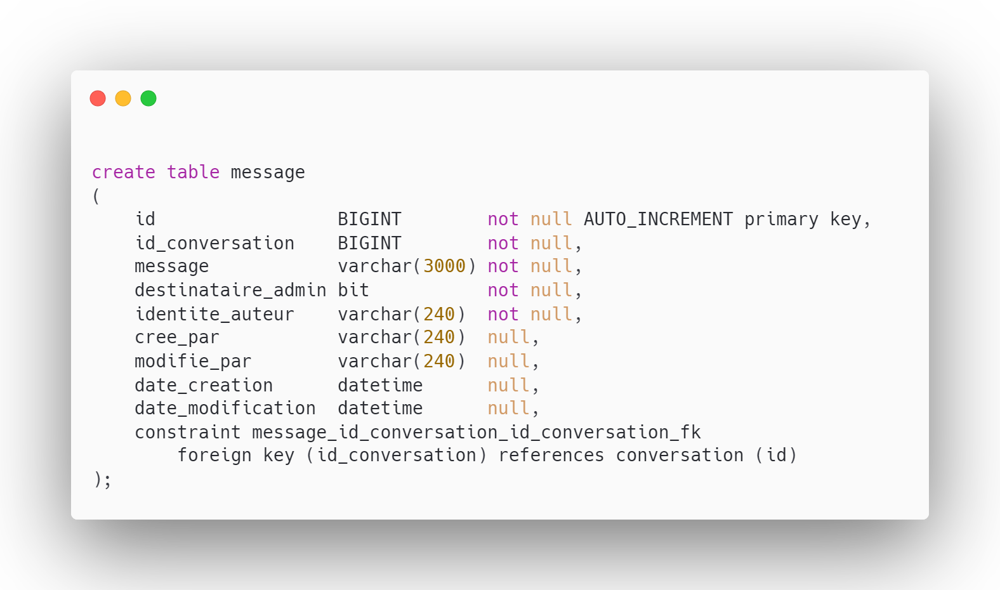 create table message
(
    id                 BIGINT        not null AUTO_INCREMENT primary key,
    id_conversation    BIGINT        not null,
    message            varchar(3000) not null,
    destinataire_admin bit           not null,
    identite_auteur    varchar(240)  not null,
    cree_par           varchar(240)  null,
    modifie_par        varchar(240)  null,
    date_creation      datetime      null,
    date_modification  datetime      null,
    constraint message_id_conversation_id_conversation_fk
        foreign key (id_conversation) references conversation (id)
);